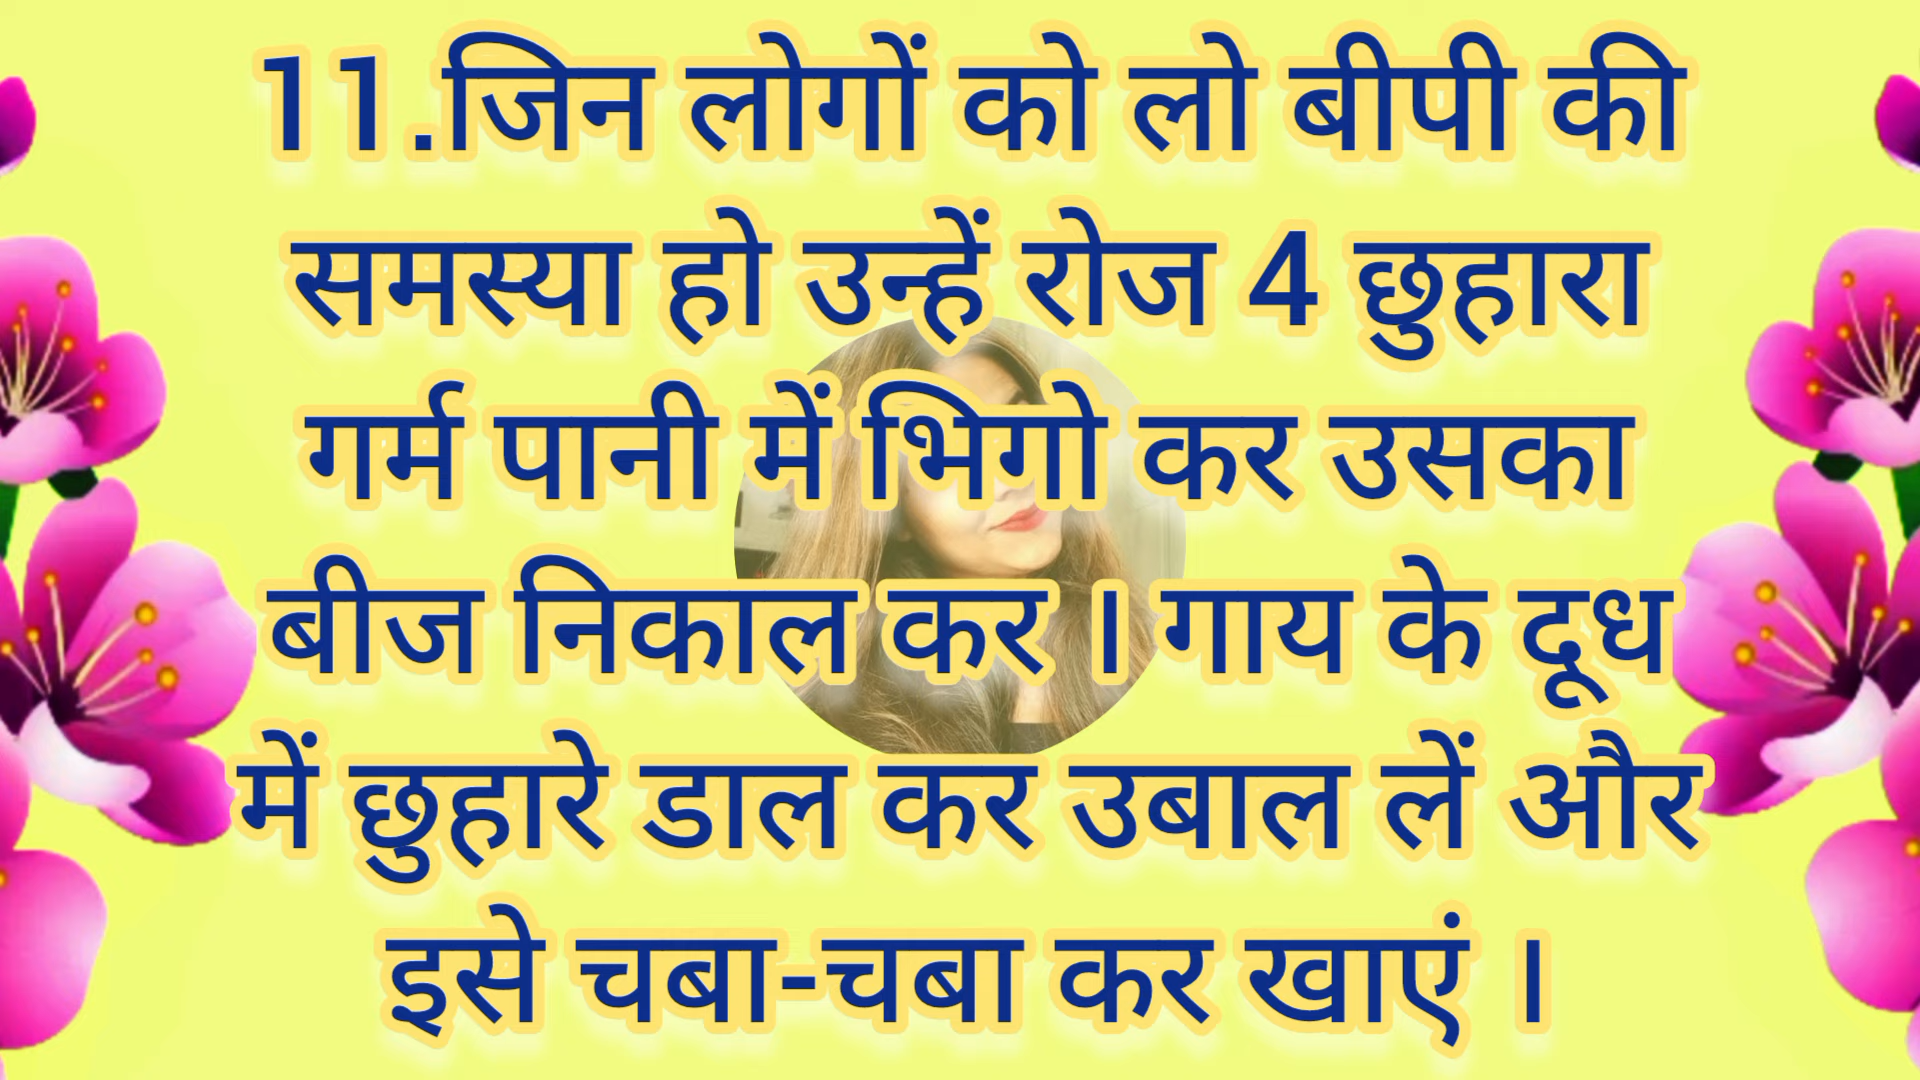 11.जिन लोगों को लो बीपी की
समस्या हो उन्हें रोज 4 छुहारा
गर्म पानी में भिगो कर उसका
बीज निकाल कर । गाय के दूध
में छुहारे डाल कर उबाल लें और
इसे चबा-चबा कर खाएं ।